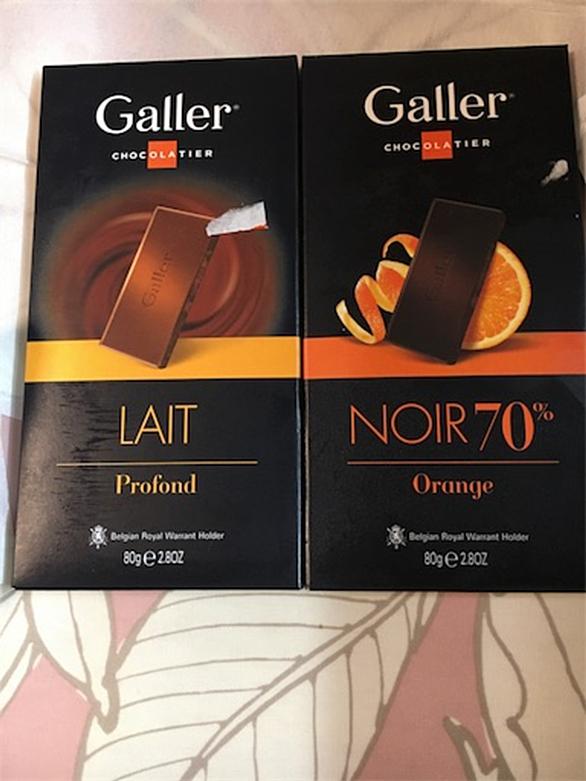 Galler®
CHOCOLATIER
Galler
LAIT
Profond
Belgian Royal Warrant Holder
80g e 2.8OZ
Galler®
CHOCOLATIER
Galler
NOIR 70%
Orange
Belgian Royal Warrant Holder
80g e 2.8OZ